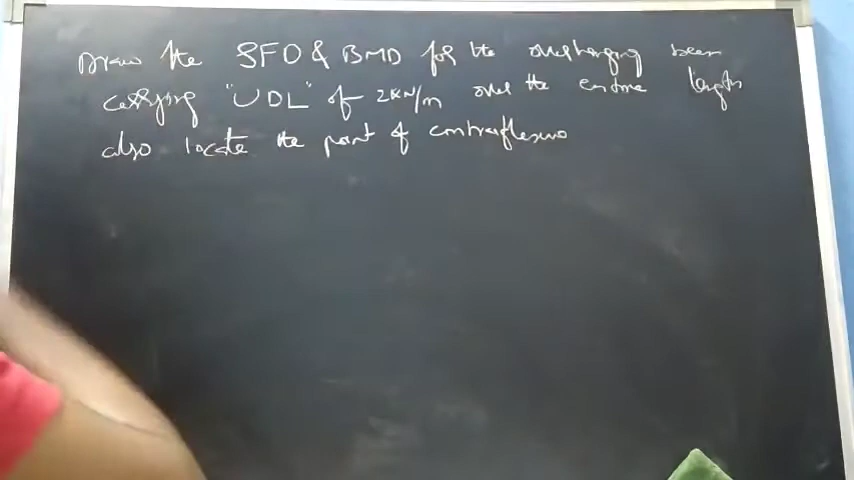 Draw the SFD & BMD for the overhanging beam
carrying "UDL" of 2KN/m over the entire length
also locate the point of contraflexure